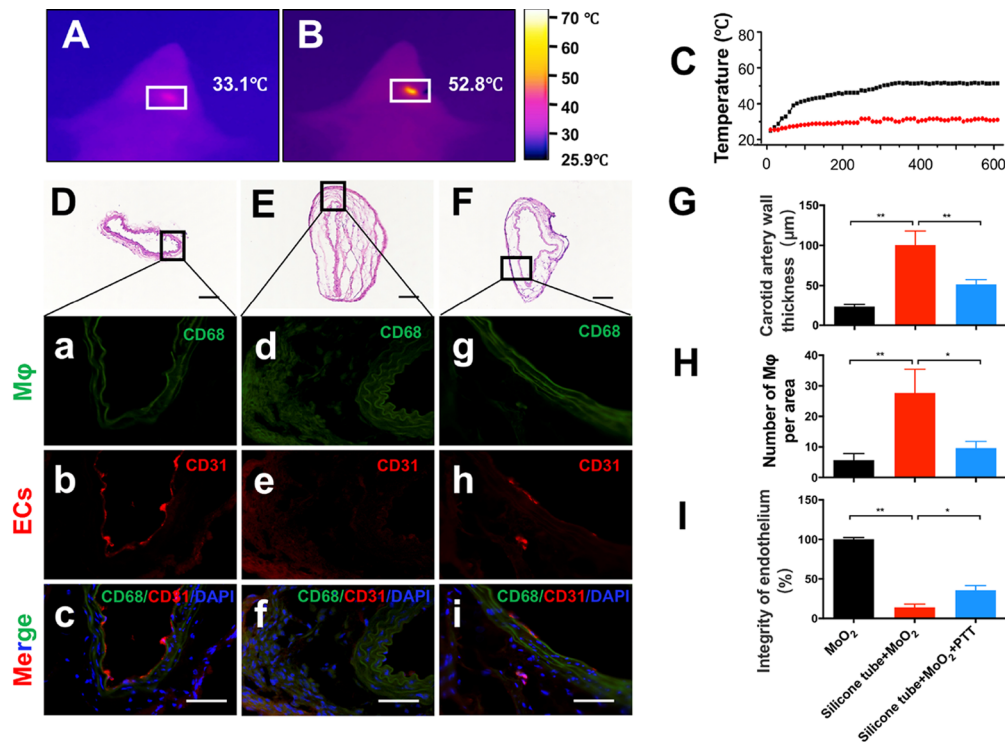 A
33.1℃
B
52.8℃
70 ℃
60
50
40
30
25.9℃
C
Temperature (℃)
80
60
40
20
0
200
400
600
D
E
F
Mφ
a
CD68
d
CD68
g
CD68
ECs
b
CD31
e
CD31
h
CD31
Merge
c
CD68/CD31/DAPI
f
CD68/CD31/DAPI
i
CD68/CD31/DAPI
G
Carotid artery wall
thickness (μm)
150
100
50
0
**
**
H
Number of Mφ
per area
40
30
20
10
0
**
*
I
Integrity of endothelium
(%)
150
100
50
0
**
*
MoO₂
Silicone tube+MoO₂
Silicone tube+MoO₂+PTT